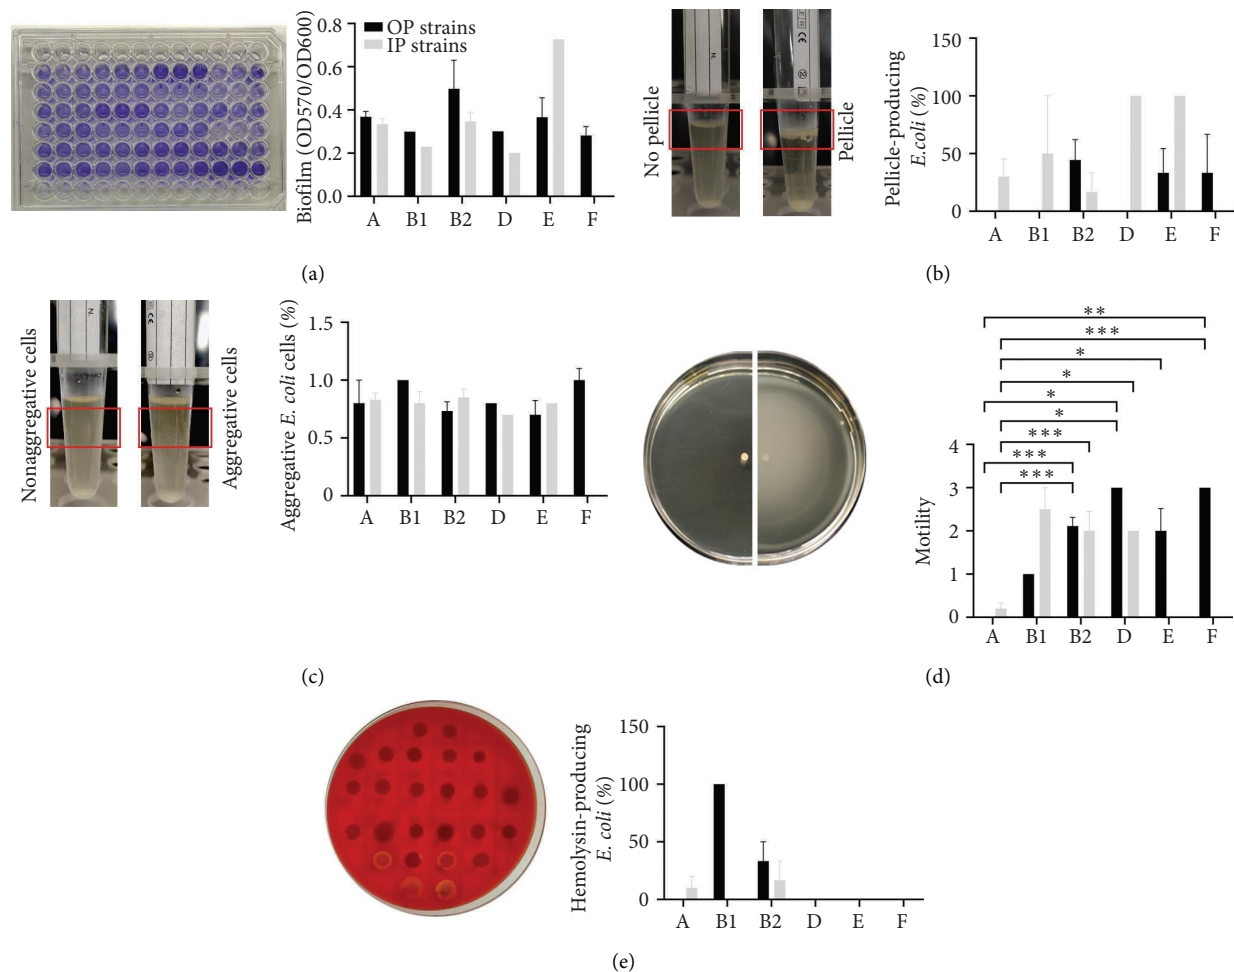 Biofilm (OD570/OD600)
0.8
0.6
0.4
0.2
0.0
OP strains
IP strains
A B1 B2 D E F
(a)
No pellicle
Pellicle
Pellicle-producing
E.coli (%)
150
100
50
0
A B1 B2 D E F
(b)
Nonaggregative cells
Aggregative cells
Aggregative E. coli cells (%)
1.5
1.0
0.5
0
A B1 B2 D E F
(c)
**
***
*
*
*
*
***
***
***
Motility
4
3
2
1
0
A B1 B2 D E F
(d)
Hemolysin-producing
E. coli (%)
150
100
50
0
A B1 B2 D E F
(e)